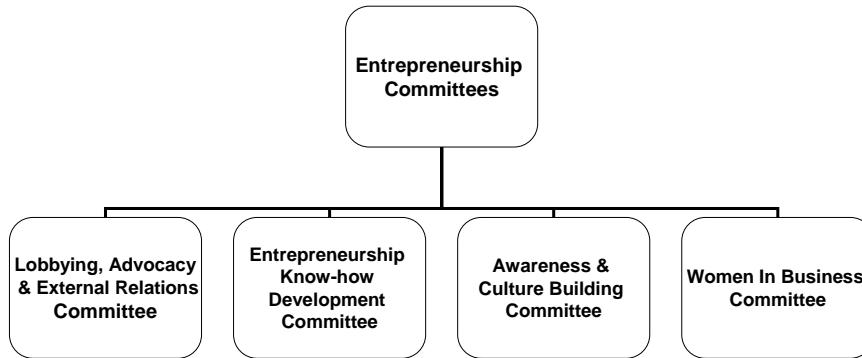 Entrepreneurship
Committees
Lobbying, Advocacy
& External Relations
Committee
Entrepreneurship
Know-how
Development
Committee
Awareness &
Culture Building
Committee
Women In Business
Committee